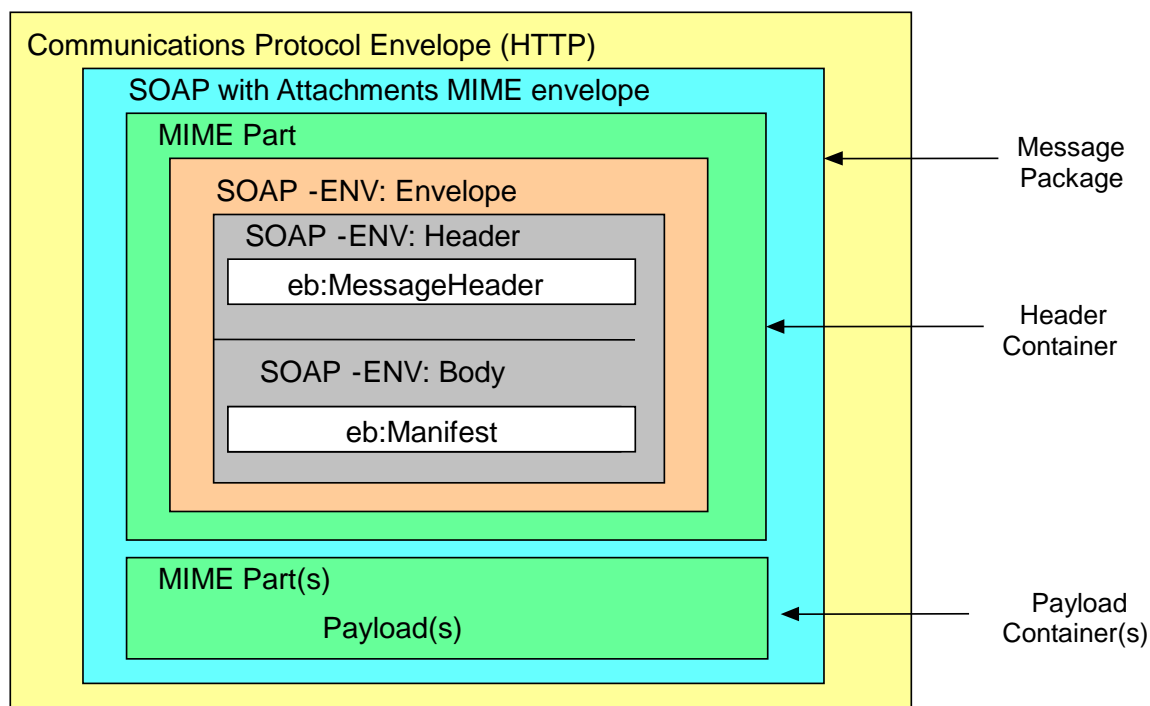 Communications Protocol Envelope (HTTP)
SOAP with Attachments MIME envelope
MIME Part
SOAP -ENV: Envelope
SOAP -ENV: Header
eb:MessageHeader
SOAP -ENV: Body
eb:Manifest
MIME Part(s)
Payload(s)
Message
Package
Header
Container
Payload
Container(s)